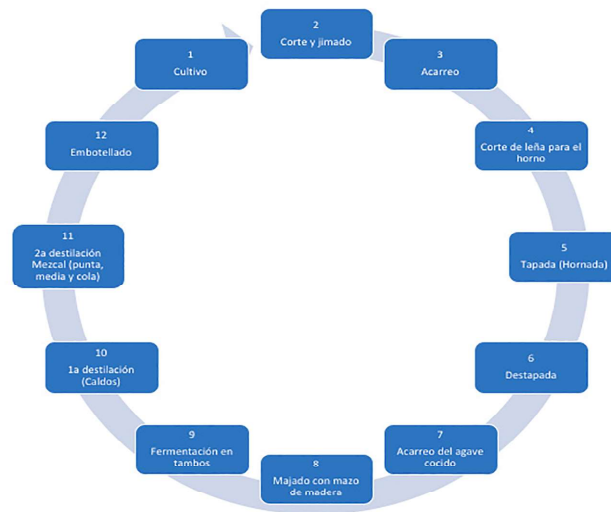 1
Cultivo
2
Corte y jimado
3
Acarreo
4
Corte de leña para el
horno
5
Tapada (Hornada)
6
Destapada
7
Acarreo del agave
cocido
8
Majado con mazo
de madera
9
Fermentación en
tambos
10
1a destilación
(Caldos)
11
2a destilación
Mezcal (punta,
media y cola)
12
Embotellado